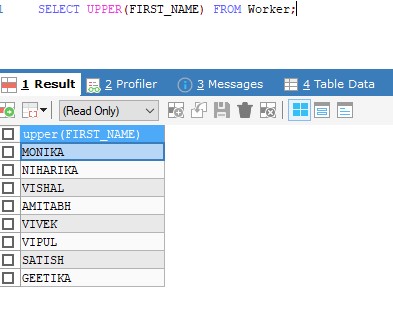 1 SELECT UPPER(FIRST_NAME) FROM Worker;
1 Result 2 Profiler 3 Messages 4 Table Data
(Read Only)
upper(FIRST_NAME)
MONIKA
NIHARIKA
VISHAL
AMITABH
VIVEK
VIPUL
SATISH
GEETIKA